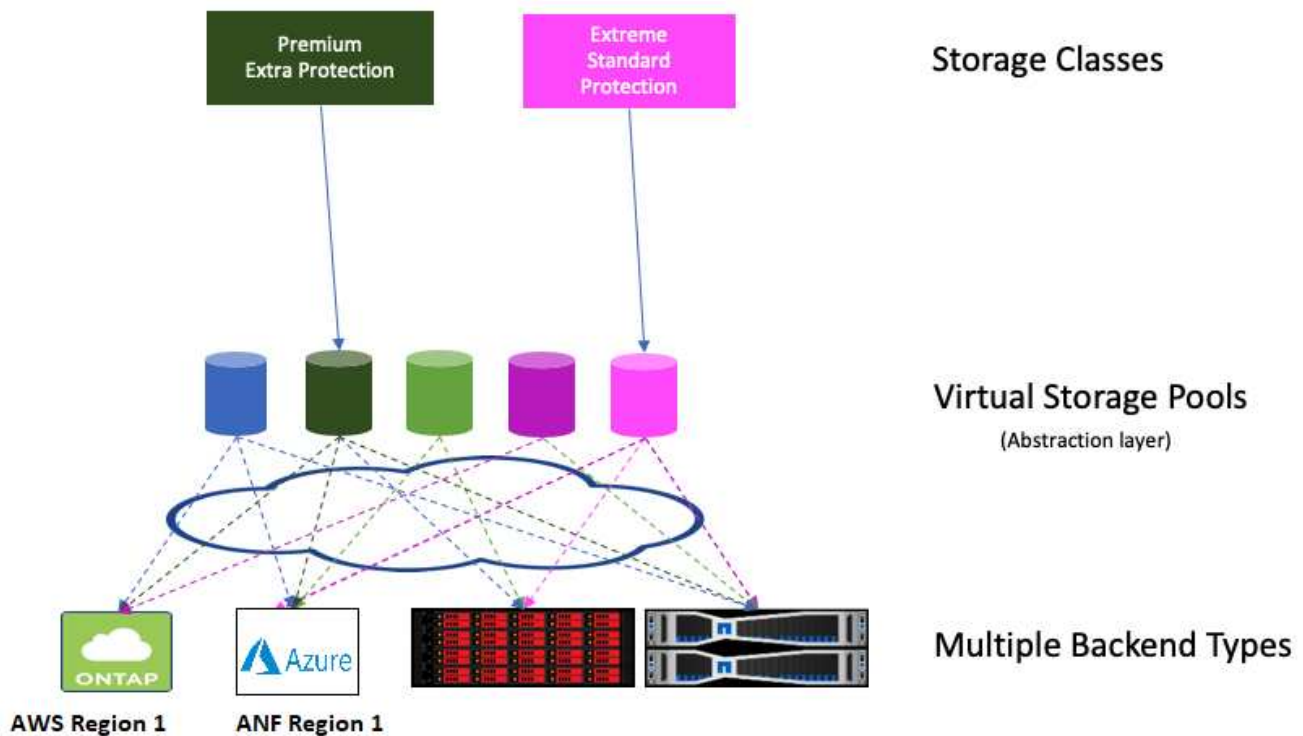 Premium
Extra Protection
Extreme
Standard
Protection
Storage Classes
Virtual Storage Pools
(Abstraction layer)
ONTAP
Azure
Multiple Backend Types
AWS Region 1
ANF Region 1